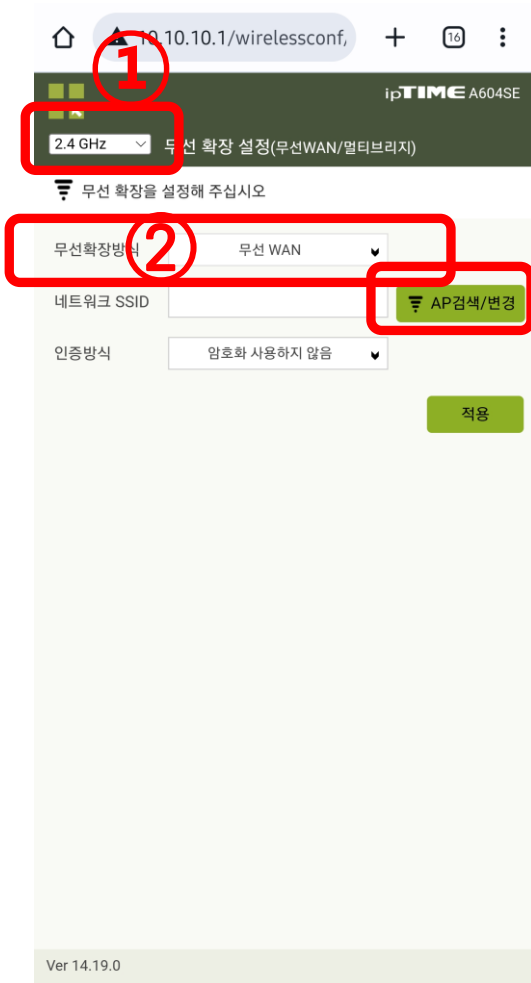 10.10.10.1/wirelessconf/
16
①
ipTIME A604SE
2.4 GHz
무선 확장 설정(무선WAN/멀티브리지)
무선 확장을 설정해 주십시오
②
무선확장방식 무선 WAN
네트워크 SSID AP검색/변경
인증방식 암호화 사용하지 않음
적용
Ver 14.19.0